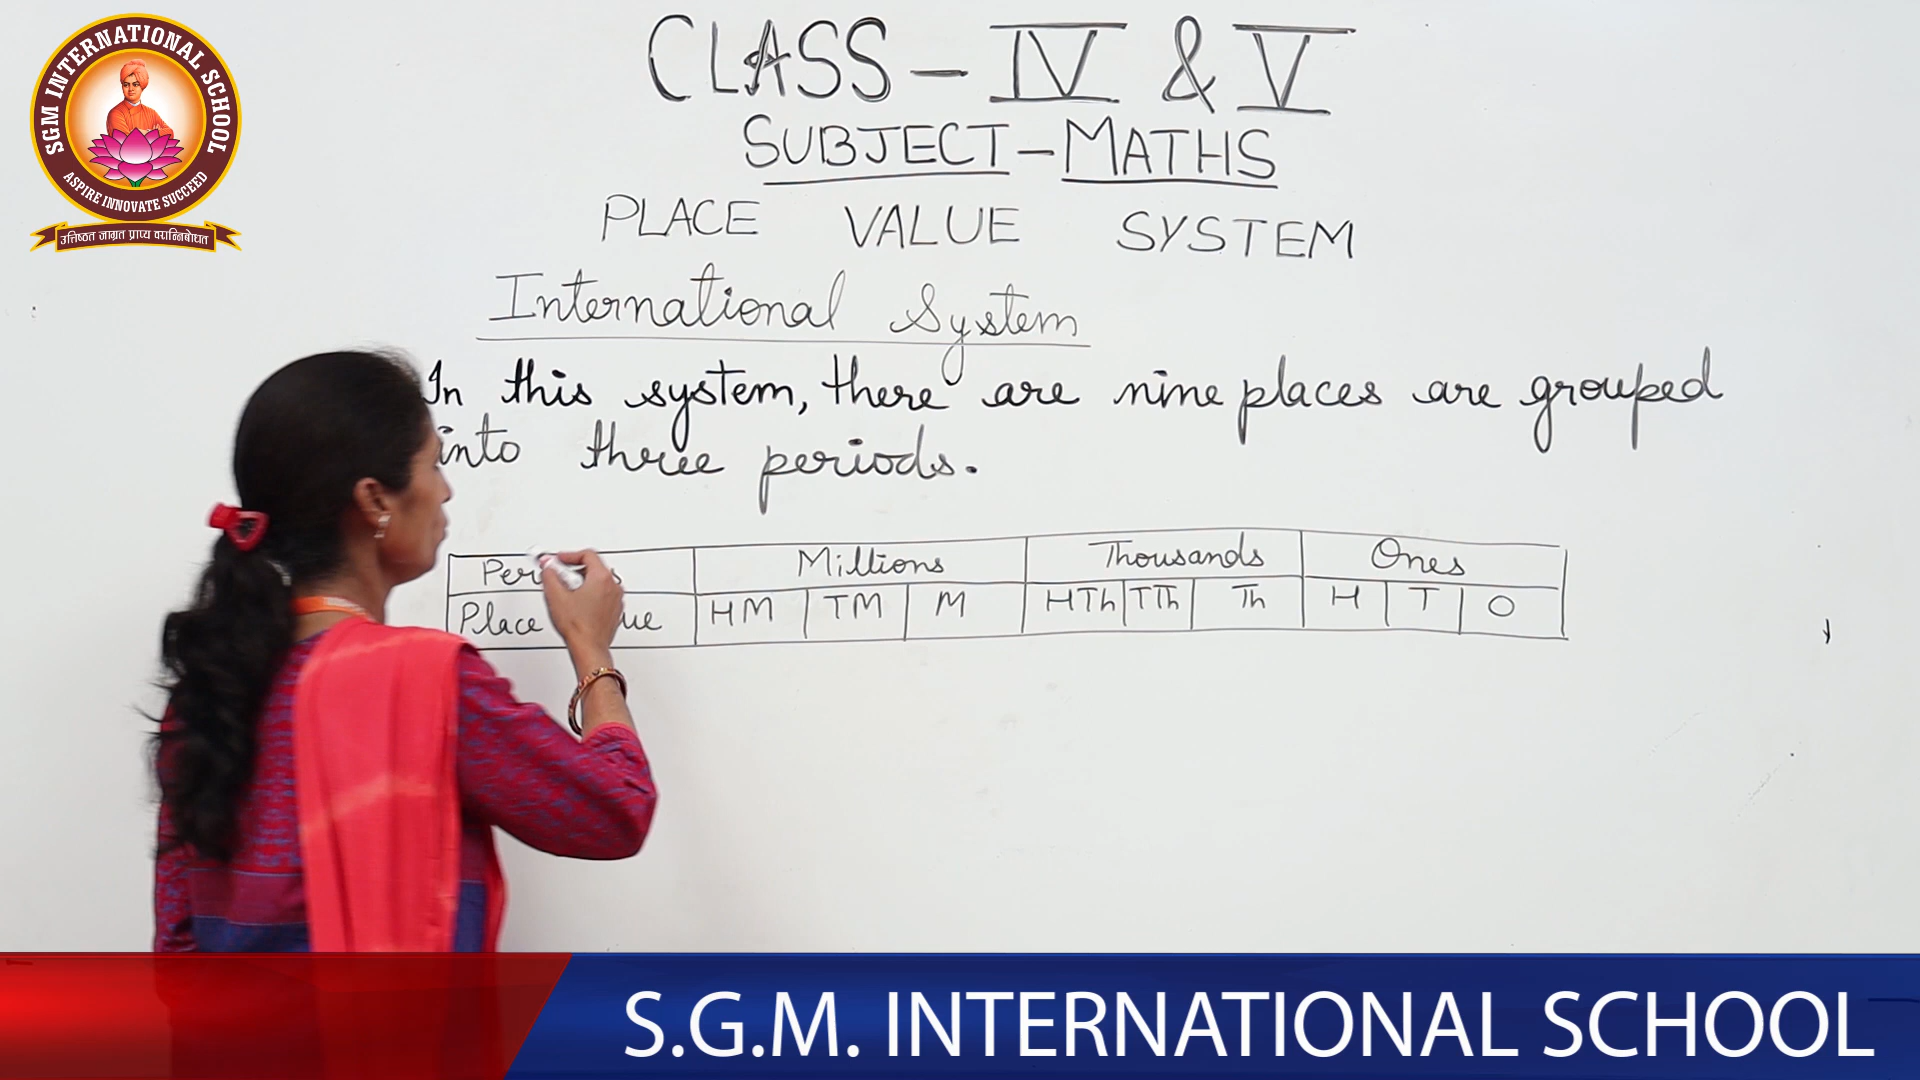 SGM INTERNATIONAL SCHOOL
ASPIRE INNOVATE SUCCEED
उत्तिष्ठत जाग्रत प्राप्य वरान्निबोधत
CLASS - IV & V
SUBJECT - MATHS
PLACE VALUE SYSTEM
International System
In this system, there are nine places are grouped
into three periods.
Millions Thousands Ones
Place HM TM M HTh TTh Th H T O
S.G.M. INTERNATIONAL SCHOOL